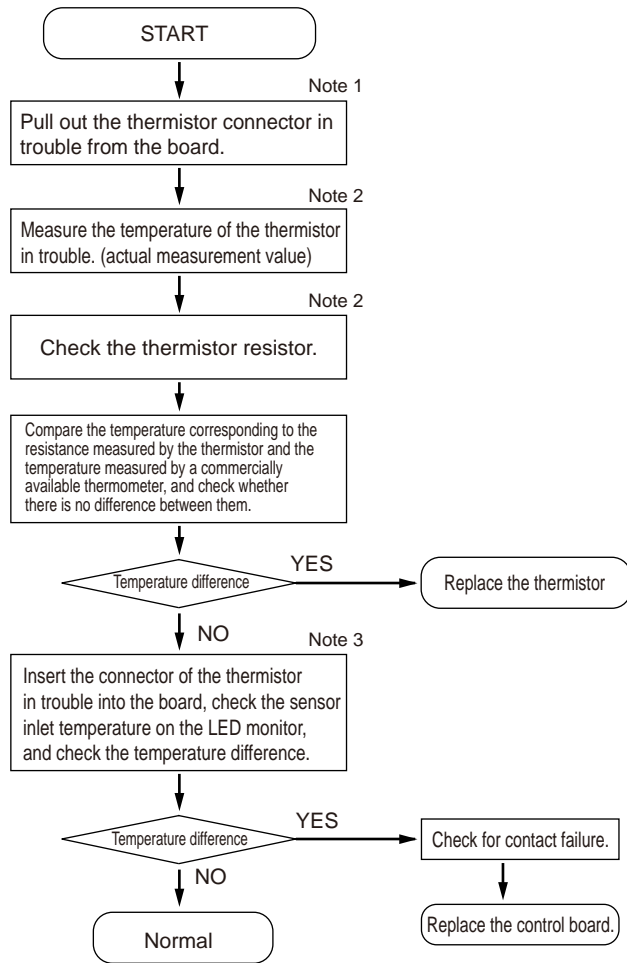 START
Note 1
Pull out the thermistor connector in
trouble from the board.
Note 2
Measure the temperature of the thermistor
in trouble. (actual measurement value)
Note 2
Check the thermistor resistor.
Compare the temperature corresponding to the
resistance measured by the thermistor and the
temperature measured by a commercially
available thermometer, and check whether
there is no difference between them.
Temperature difference
YES
Replace the thermistor
NO
Note 3
Insert the connector of the thermistor
in trouble into the board, check the sensor
inlet temperature on the LED monitor,
and check the temperature difference.
Temperature difference
YES
Check for contact failure.
NO
Replace the control board.
Normal